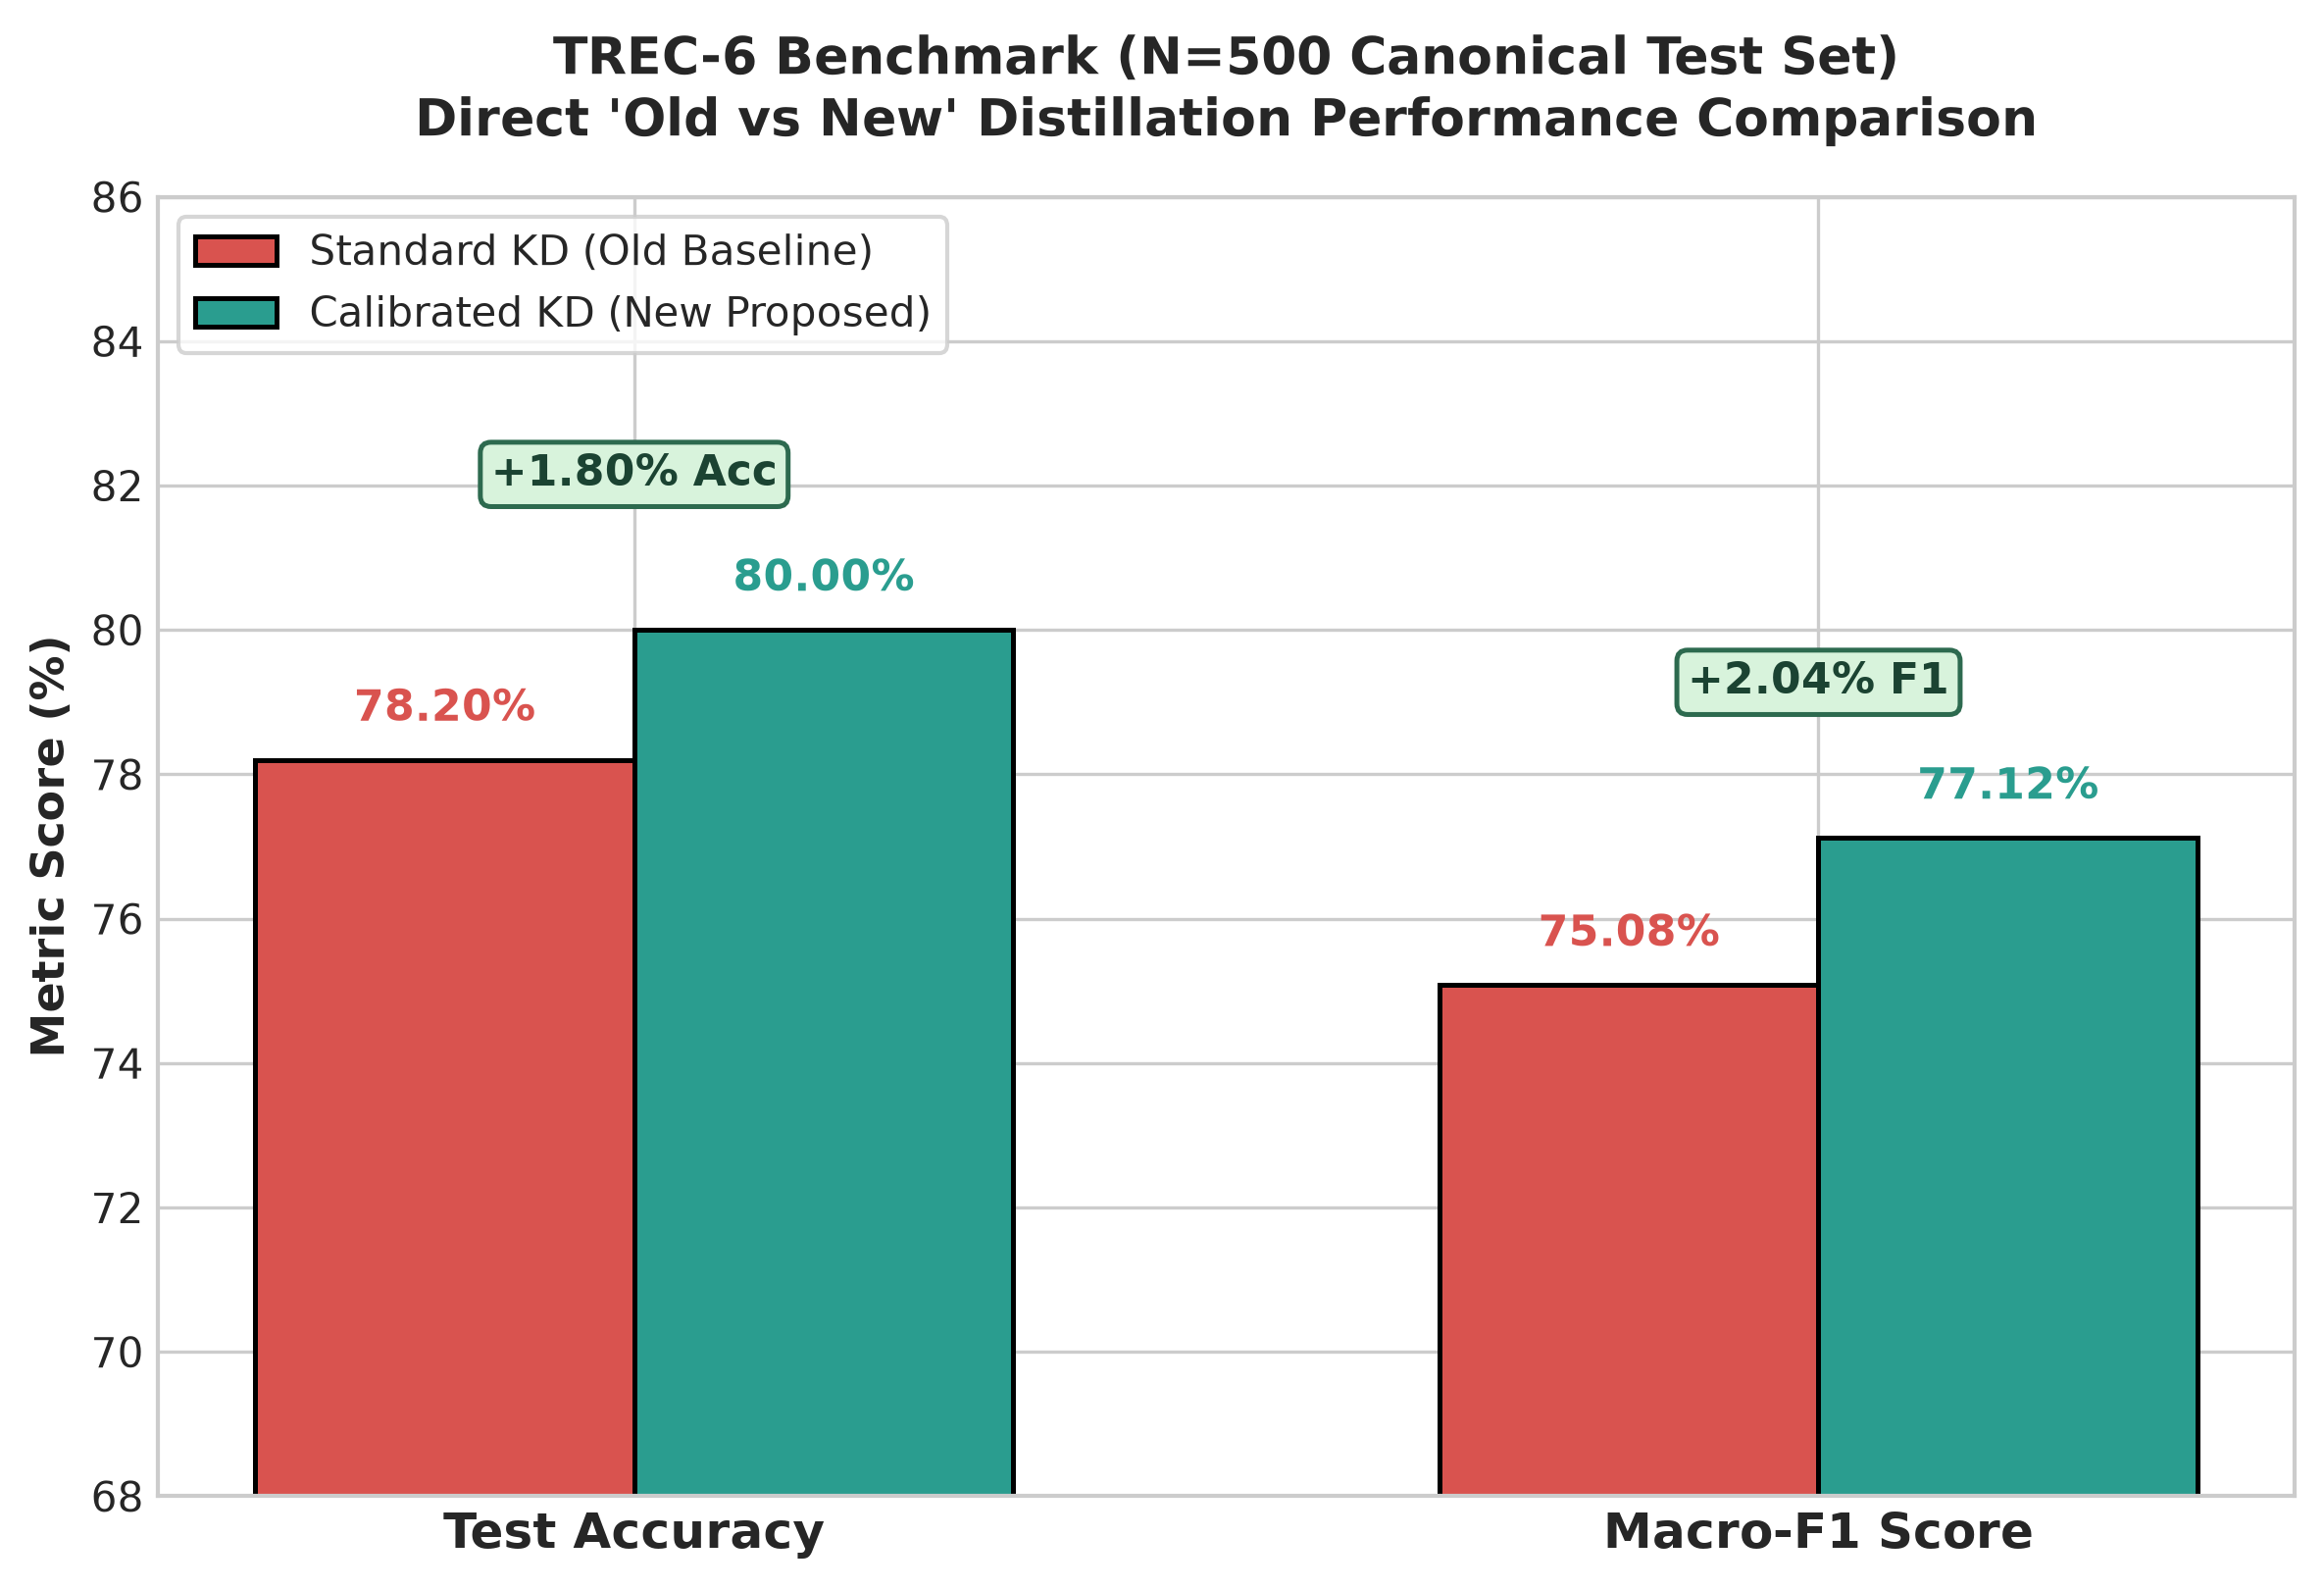 TREC-6 Benchmark (N=500 Canonical Test Set)
Direct 'Old vs New' Distillation Performance Comparison
Metric Score (%)
86
84
82
80
78
76
74
72
70
68
Standard KD (Old Baseline)
Calibrated KD (New Proposed)
+1.80% Acc
78.20%
80.00%
+2.04% F1
75.08%
77.12%
Test Accuracy
Macro-F1 Score